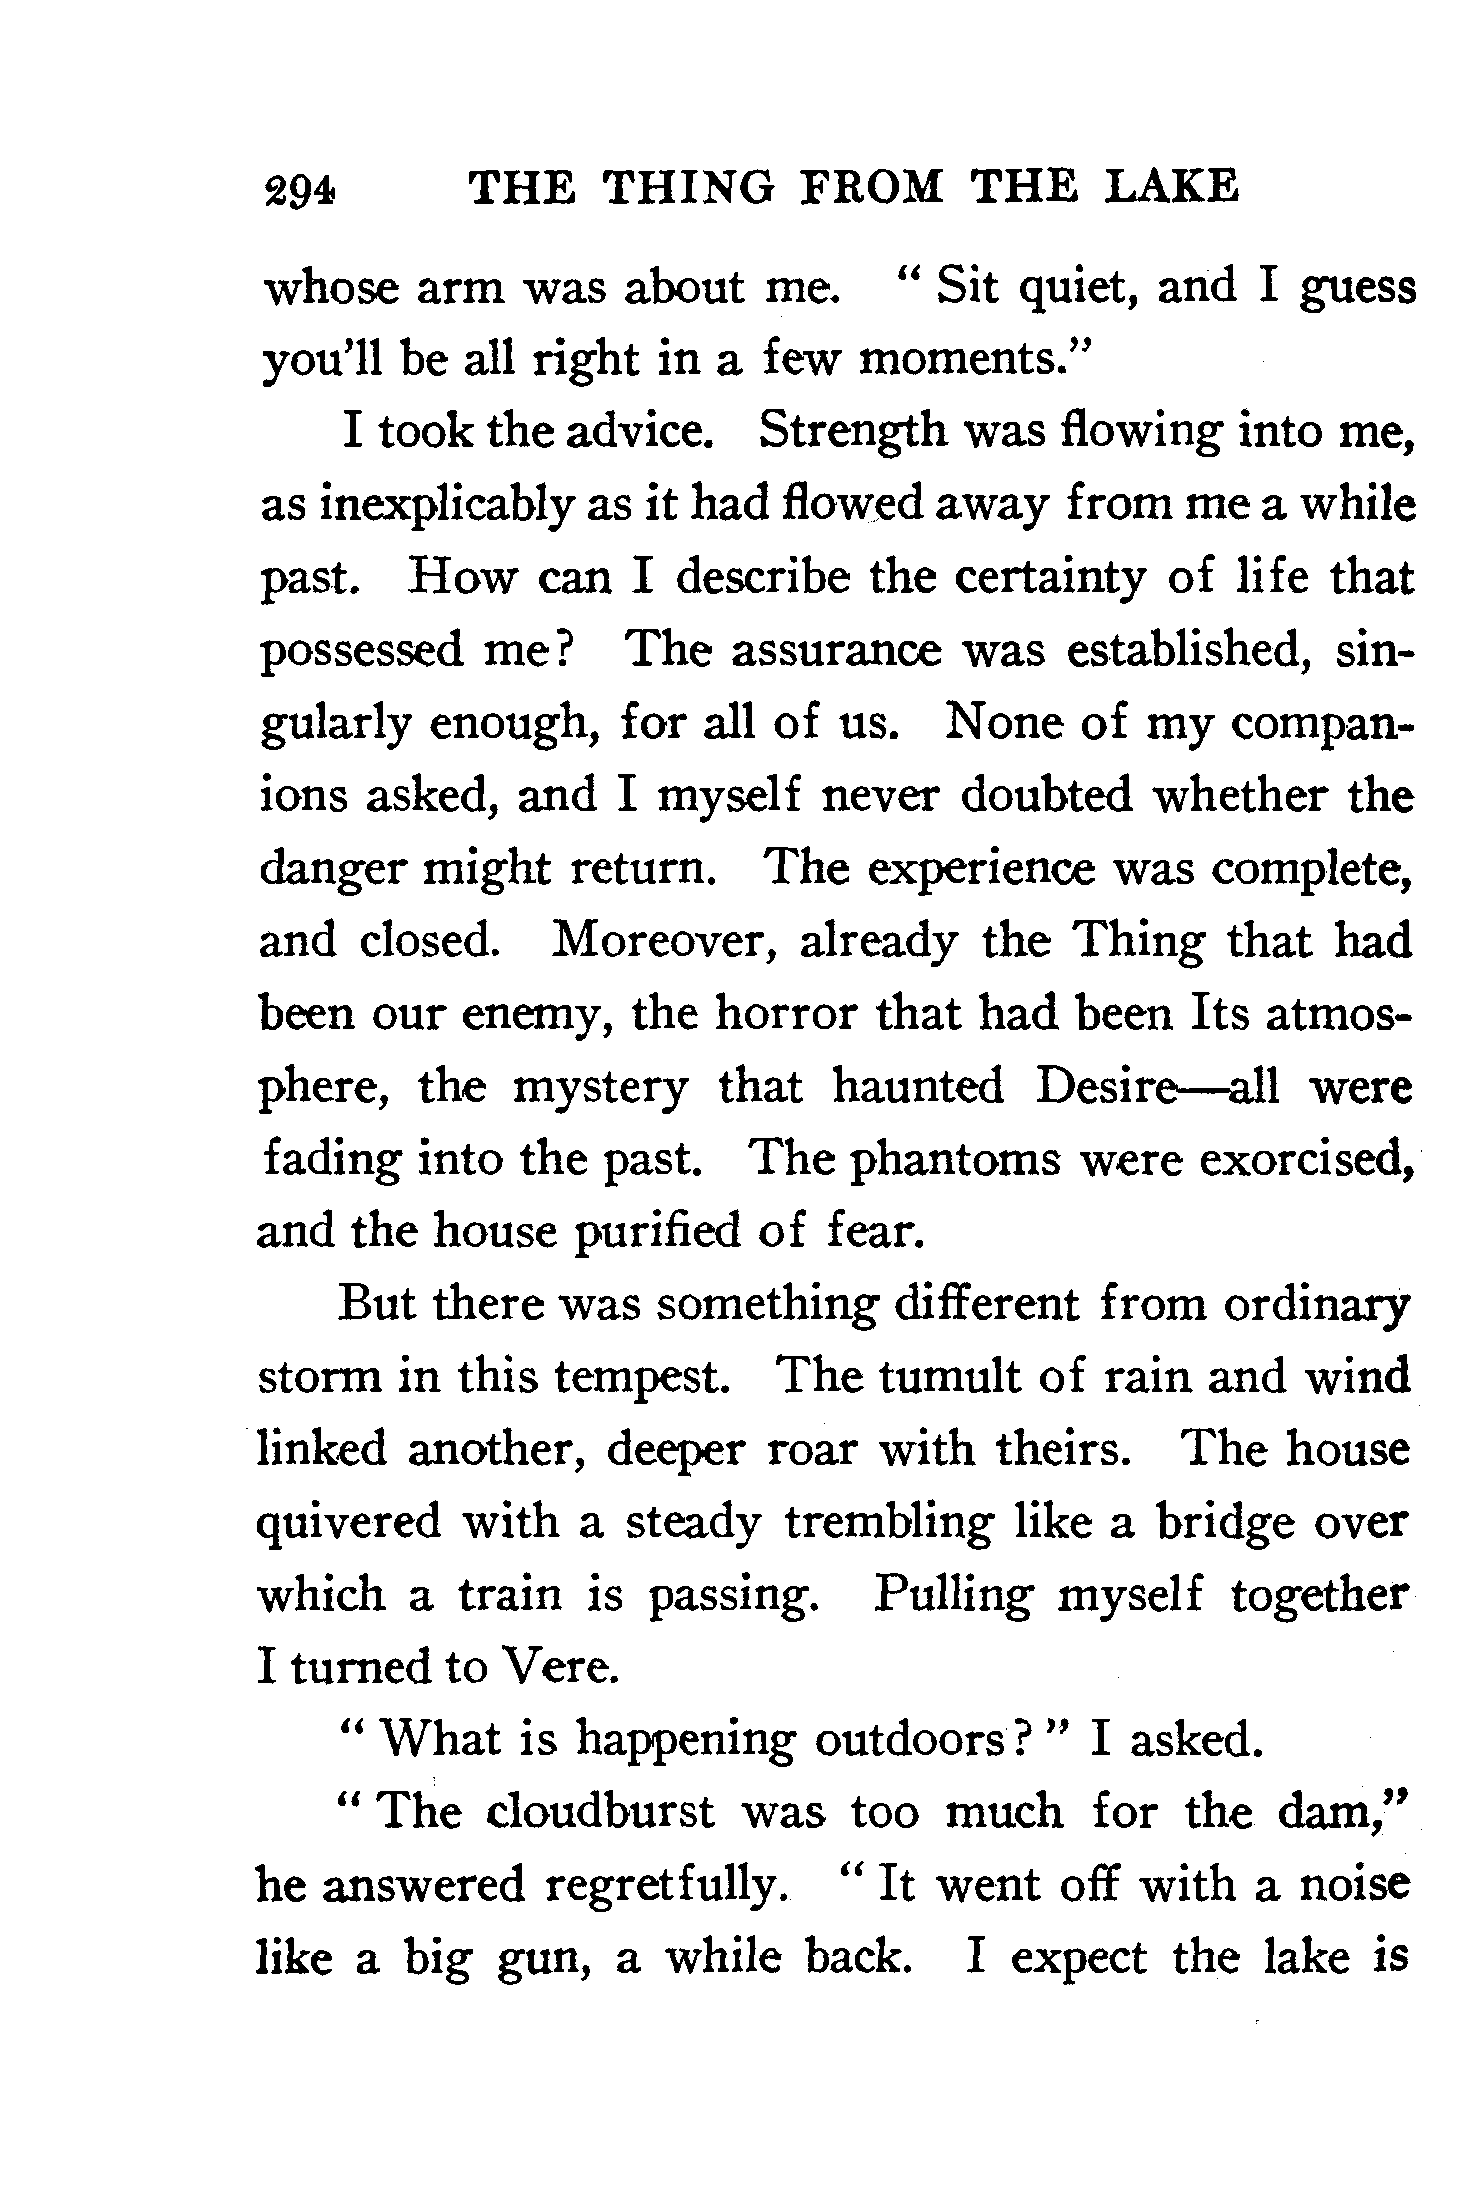 294 THE THING FROM THE LAKE
whose arm was about me. " Sit quiet, and I guess
you'll be all right in a few moments."
I took the advice. Strength was flowing into me,
as inexplicably as it had flowed away from me a while
past. How can I describe the certainty of life that
possessed me? The assurance was established, sin-
gularly enough, for all of us. None of my compan-
ions asked, and I myself never doubted whether the
danger might return. The experience was complete,
and closed. Moreover, already the Thing that had
been our enemy, the horror that had been Its atmos-
phere, the mystery that haunted Desire—all were
fading into the past. The phantoms were exorcised,
and the house purified of fear.
But there was something different from ordinary
storm in this tempest. The tumult of rain and wind
linked another, deeper roar with theirs. The house
quivered with a steady trembling like a bridge over
which a train is passing. Pulling myself together
I turned to Vere.
" What is happening outdoors? " I asked.
" The cloudburst was too much for the dam,"
he answered regretfully. " It went off with a noise
like a big gun, a while back. I expect the lake is